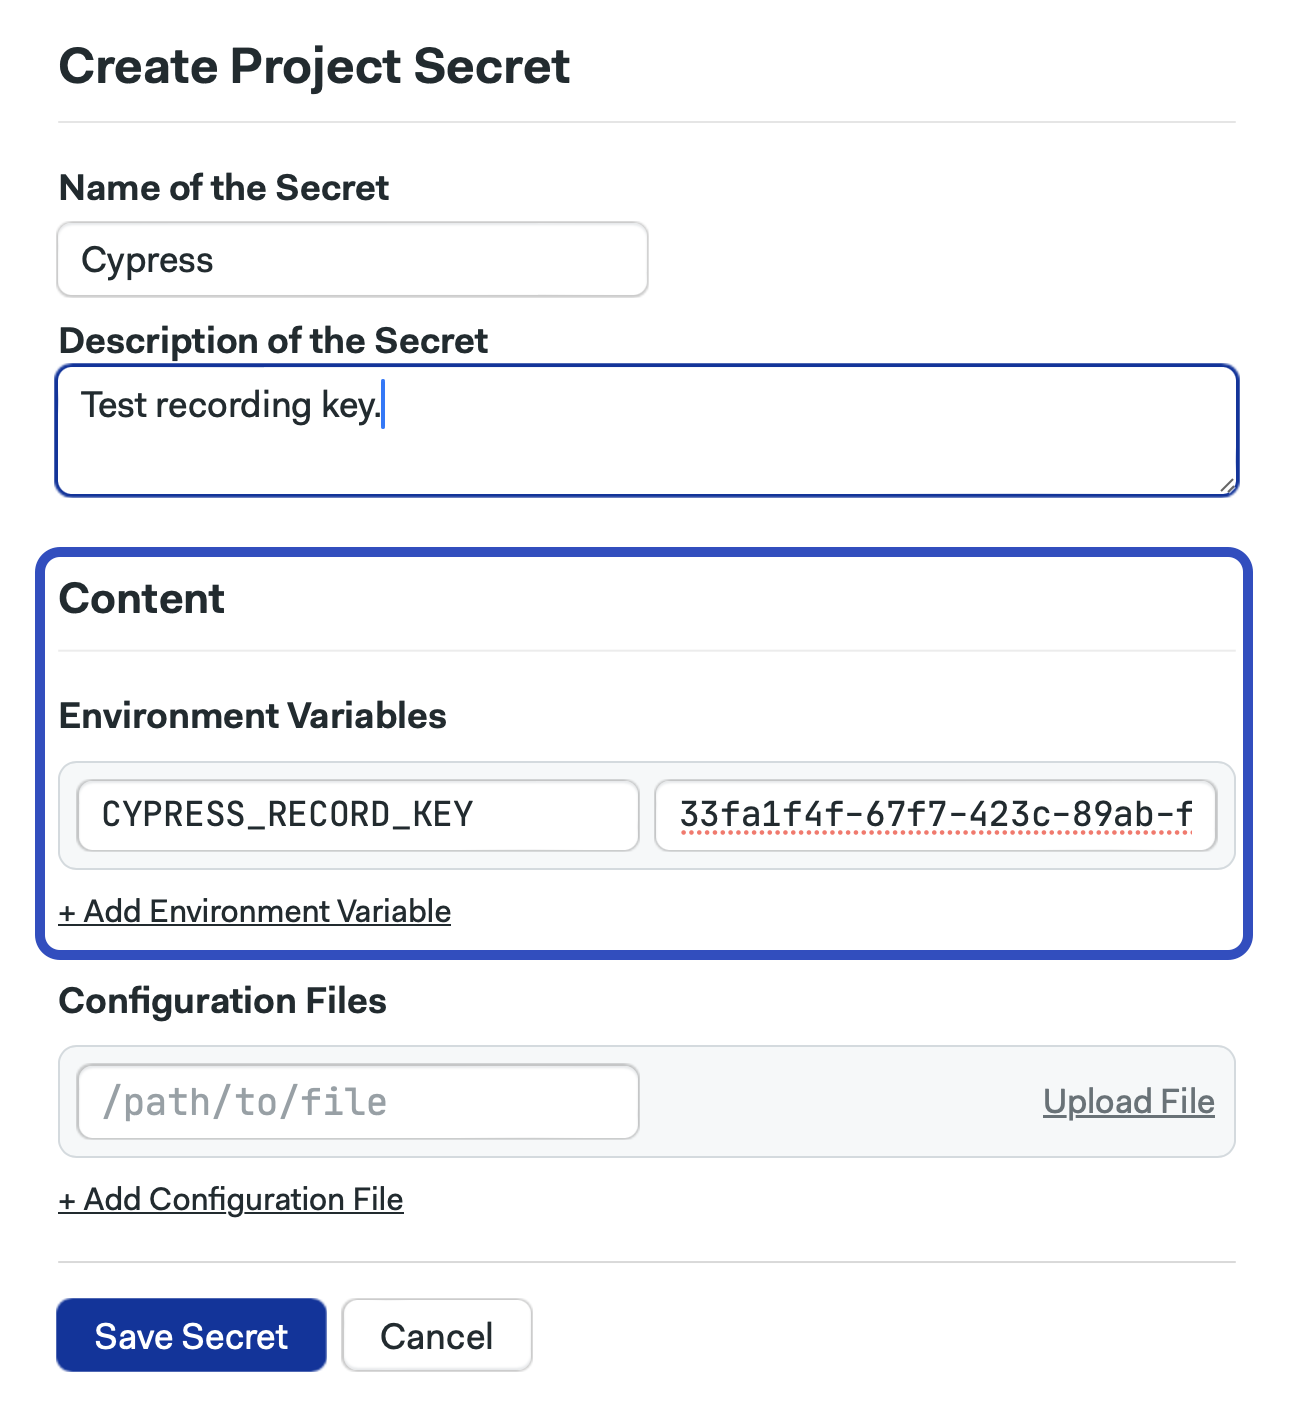 Create Project Secret
Name of the Secret
Cypress
Description of the Secret
Test recording key.
Content
Environment Variables
CYPRESS_RECORD_KEY 33fa1f4f-67f7-423c-89ab-f
+ Add Environment Variable
Configuration Files
/path/to/file Upload File
+ Add Configuration File
Save Secret Cancel